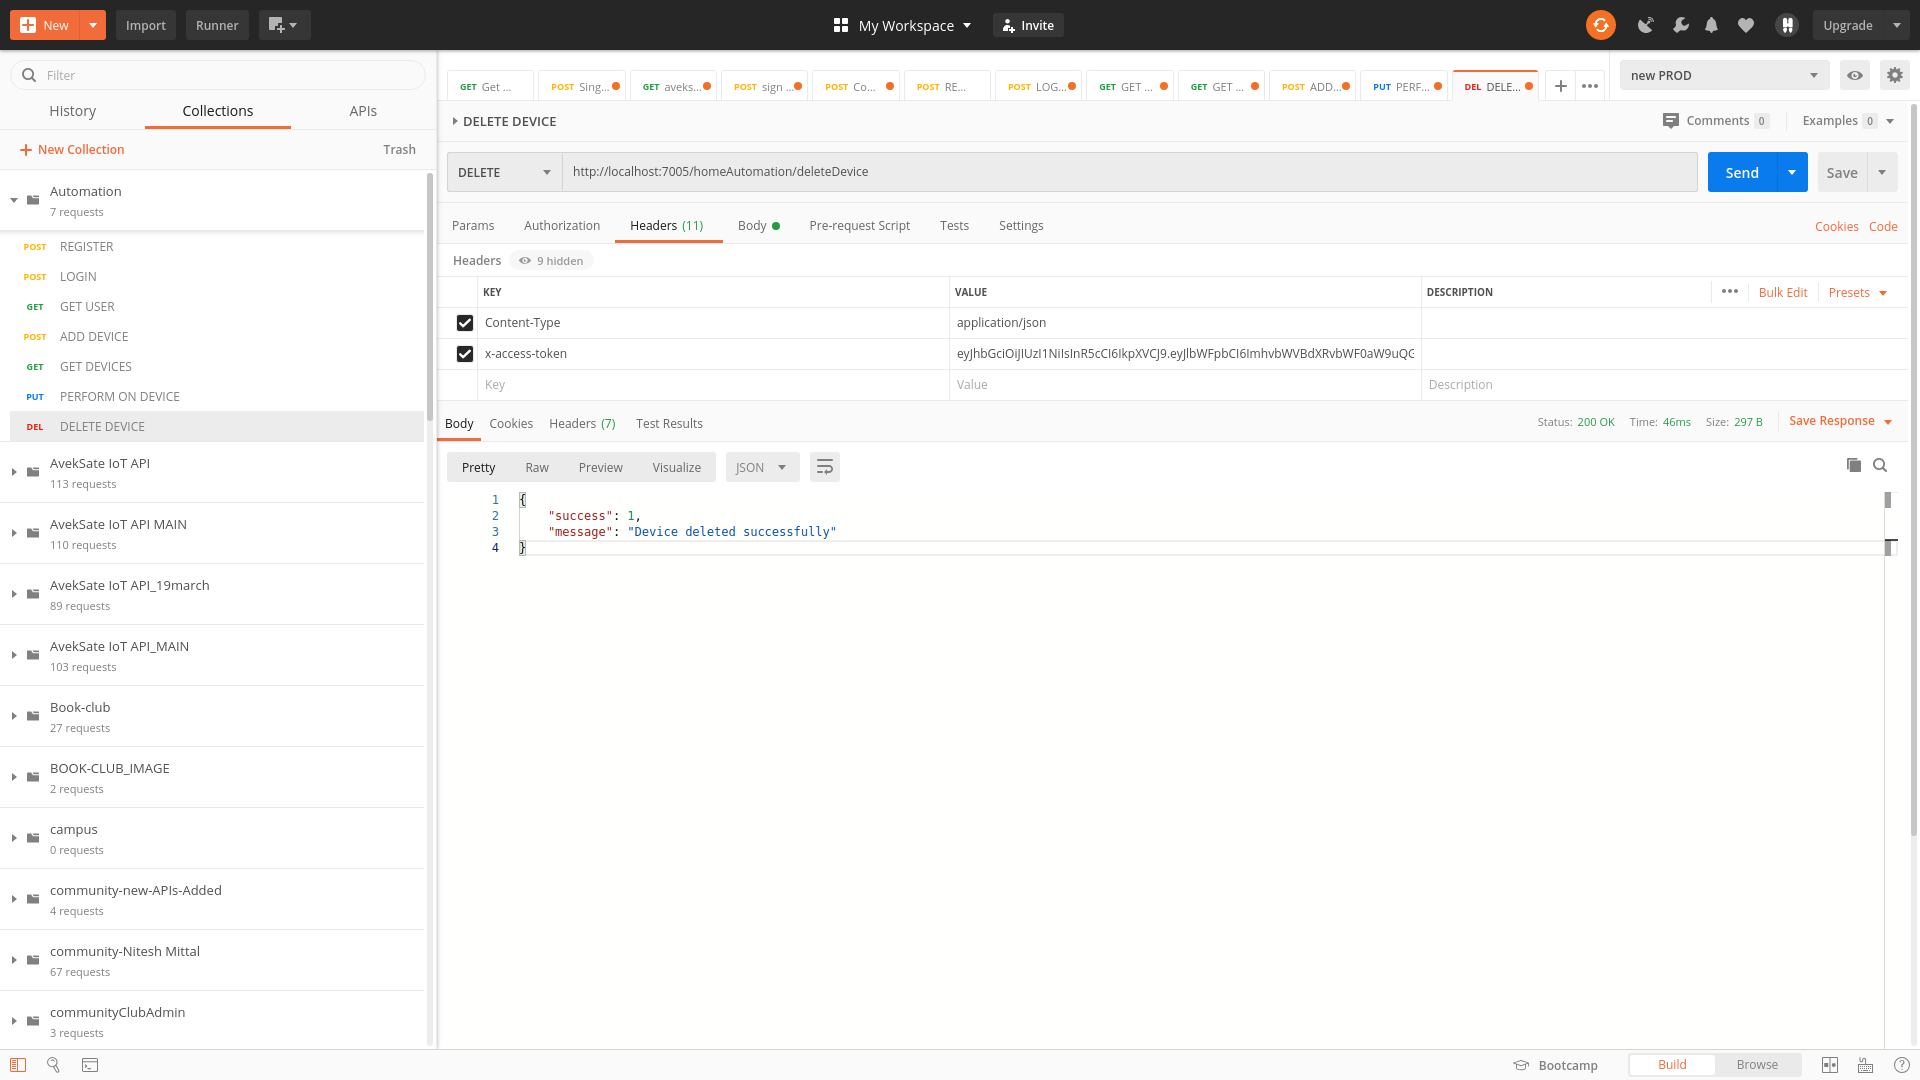 New
Import
Runner
My Workspace
Invite
Upgrade
Filter
History
Collections
APIs
New Collection
Trash
Automation
7 requests
POST REGISTER
POST LOGIN
GET GET USER
POST ADD DEVICE
GET GET DEVICES
PUT PERFORM ON DEVICE
DEL DELETE DEVICE
AvekSate IoT API
113 requests
AvekSate IoT API MAIN
110 requests
AvekSate IoT API_19march
89 requests
AvekSate IoT API_MAIN
103 requests
Book-club
27 requests
BOOK-CLUB_IMAGE
2 requests
campus
0 requests
community-new-APIs-Added
4 requests
community-Nitesh Mittal
67 requests
communityClubAdmin
3 requests
GET Get ...
POST Sing...
GET aveks...
POST sign ...
POST Co...
POST RE...
POST LOG...
GET GET ...
GET GET ...
POST ADD...
PUT PERF...
DEL DELE...
new PROD
DELETE DEVICE
Comments 0
Examples 0
DELETE
http://localhost:7005/homeAutomation/deleteDevice
Send
Save
Params
Authorization
Headers (11)
Body
Pre-request Script
Tests
Settings
Cookies
Code
Headers
9 hidden
KEY
VALUE
DESCRIPTION
Bulk Edit
Presets
Content-Type
application/json
x-access-token
eyJhbGciOiJIUzI1NiIsInR5cCI6IkpXVCJ9.eyJlbWFpbCI6ImhvbWVBdXRvbWF0aW9uQG
Key
Value
Description
Body
Cookies
Headers (7)
Test Results
Status: 200 OK
Time: 46ms
Size: 297 B
Save Response
Pretty
Raw
Preview
Visualize
JSON
1 {
2 "success": 1,
3 "message": "Device deleted successfully"
4 }
Bootcamp
Build
Browse